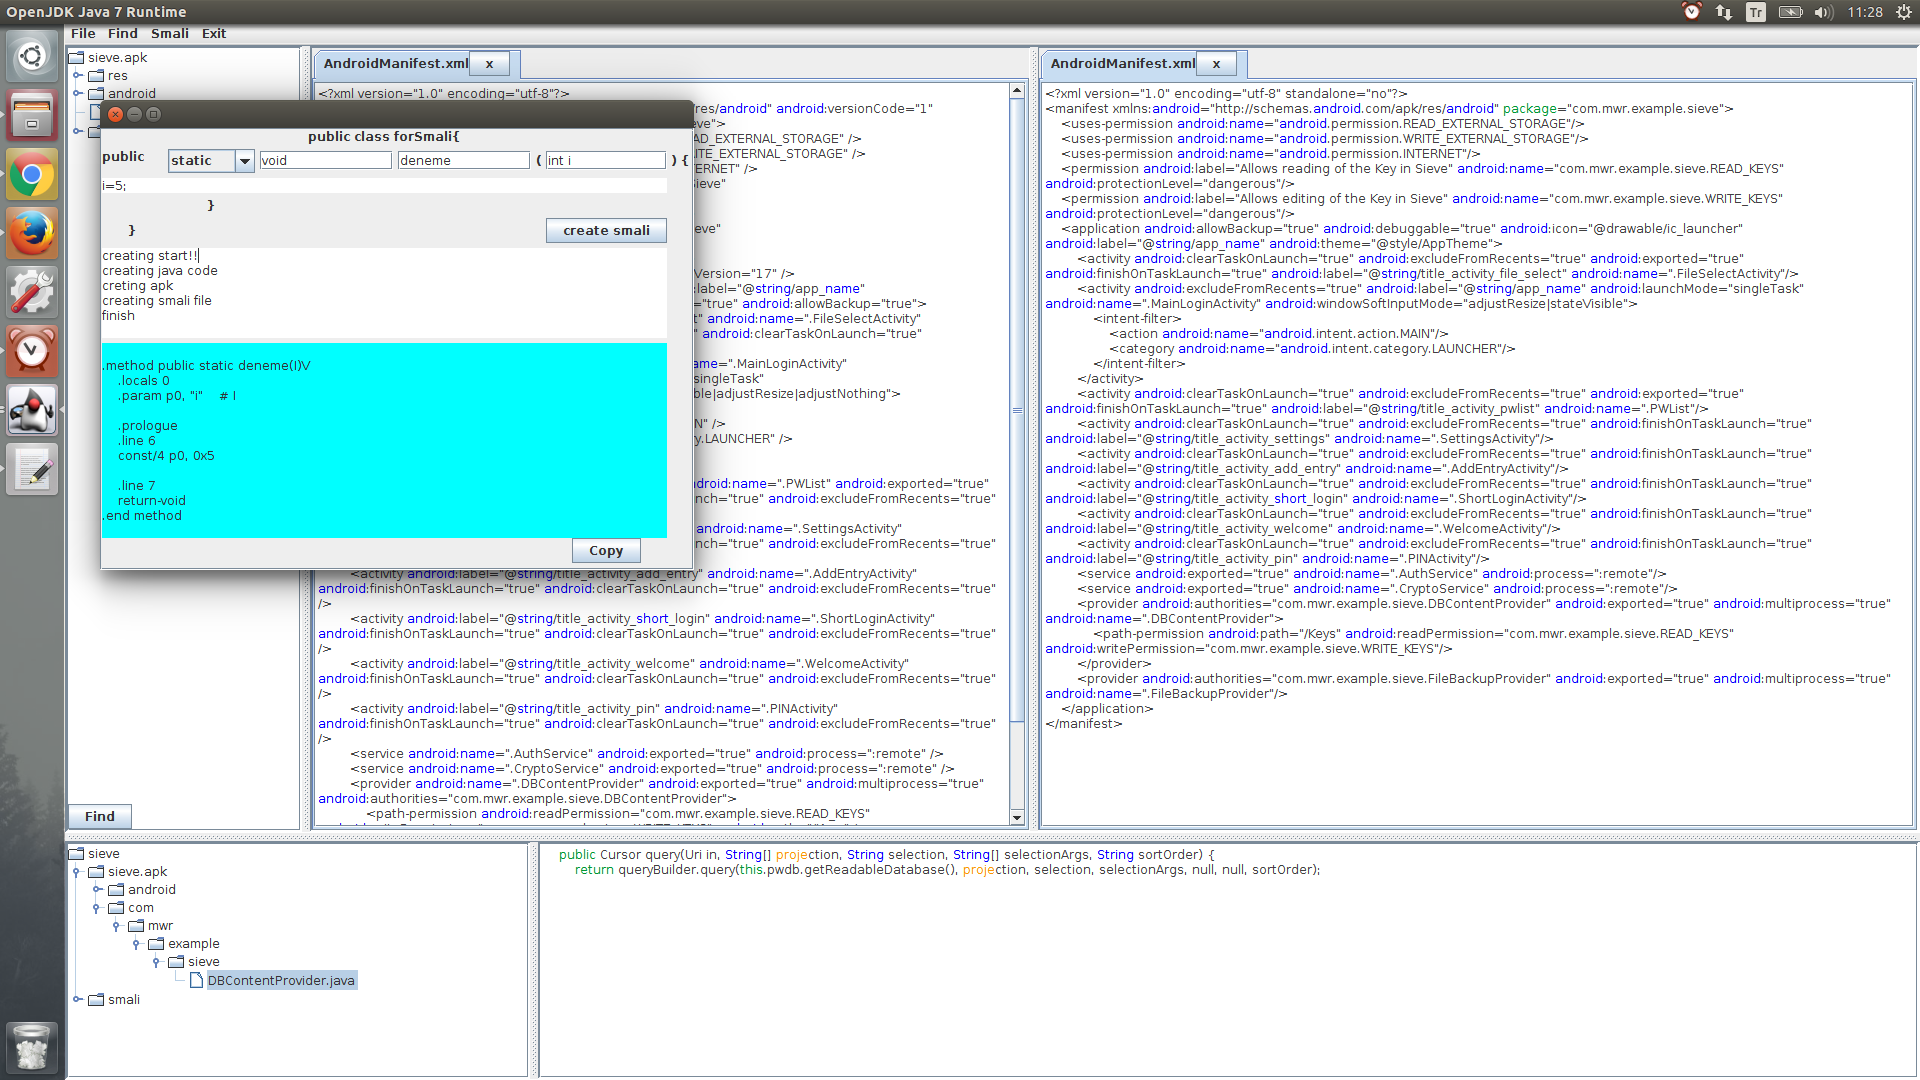 OpenJDK Java 7 Runtime
Tr
11:28
File Find Smali Exit
sieve.apk
res
android
Find
public class forSmali{
public static void deneme ( int i ) {
i=5;
}
}
create smali
creating start!!
creating java code
creting apk
creating smali file
finish
.method public static deneme(I)V
.locals 0
.param p0, "i" # I
.prologue
.line 6
const/4 p0, 0x5
.line 7
return-void
.end method
Copy
AndroidManifest.xml x
<?xml version="1.0" encoding="utf-8"?>
res/android" android:versionCode="1"
eve">
AD_EXTERNAL_STORAGE" />
ITE_EXTERNAL_STORAGE" />
ERNET" />
Sieve"
eve"
Version="17" />
:label="@string/app_name"
="true" android:allowBackup="true">
t" android:name=".FileSelectActivity"
" android:clearTaskOnLaunch="true"
ame=".MainLoginActivity"
singleTask"
ble|adjustResize|adjustNothing">
N" />
y.LAUNCHER" />
ndroid:name=".PWList" android:exported="true"
nch="true" android:excludeFromRecents="true"
android:name=".SettingsActivity"
nch="true" android:excludeFromRecents="true"
<activity android:label="@string/title_activity_add_entry" android:name=".AddEntryActivity"
android:finishOnTaskLaunch="true" android:clearTaskOnLaunch="true" android:excludeFromRecents="true"
/>
<activity android:label="@string/title_activity_short_login" android:name=".ShortLoginActivity"
android:finishOnTaskLaunch="true" android:clearTaskOnLaunch="true" android:excludeFromRecents="true"
/>
<activity android:label="@string/title_activity_welcome" android:name=".WelcomeActivity"
android:finishOnTaskLaunch="true" android:clearTaskOnLaunch="true" android:excludeFromRecents="true"
/>
<activity android:label="@string/title_activity_pin" android:name=".PINActivity"
android:finishOnTaskLaunch="true" android:clearTaskOnLaunch="true" android:excludeFromRecents="true"
/>
<service android:name=".AuthService" android:exported="true" android:process=":remote" />
<service android:name=".CryptoService" android:exported="true" android:process=":remote" />
<provider android:name=".DBContentProvider" android:exported="true" android:multiprocess="true"
android:authorities="com.mwr.example.sieve.DBContentProvider">
<path-permission android:readPermission="com.mwr.example.sieve.READ_KEYS"
AndroidManifest.xml x
<?xml version="1.0" encoding="utf-8" standalone="no"?>
<manifest xmlns:android="http://schemas.android.com/apk/res/android" package="com.mwr.example.sieve">
<uses-permission android:name="android.permission.READ_EXTERNAL_STORAGE"/>
<uses-permission android:name="android.permission.WRITE_EXTERNAL_STORAGE"/>
<uses-permission android:name="android.permission.INTERNET"/>
<permission android:label="Allows reading of the Key in Sieve" android:name="com.mwr.example.sieve.READ_KEYS"
android:protectionLevel="dangerous"/>
<permission android:label="Allows editing of the Key in Sieve" android:name="com.mwr.example.sieve.WRITE_KEYS"
android:protectionLevel="dangerous"/>
<application android:allowBackup="true" android:debuggable="true" android:icon="@drawable/ic_launcher"
android:label="@string/app_name" android:theme="@style/AppTheme">
<activity android:clearTaskOnLaunch="true" android:excludeFromRecents="true" android:exported="true"
android:finishOnTaskLaunch="true" android:label="@string/title_activity_file_select" android:name=".FileSelectActivity"/>
<activity android:excludeFromRecents="true" android:label="@string/app_name" android:launchMode="singleTask"
android:name=".MainLoginActivity" android:windowSoftInputMode="adjustResize|stateVisible">
<intent-filter>
<action android:name="android.intent.action.MAIN"/>
<category android:name="android.intent.category.LAUNCHER"/>
</intent-filter>
</activity>
<activity android:clearTaskOnLaunch="true" android:excludeFromRecents="true" android:exported="true"
android:finishOnTaskLaunch="true" android:label="@string/title_activity_pwlist" android:name=".PWList"/>
<activity android:clearTaskOnLaunch="true" android:excludeFromRecents="true" android:finishOnTaskLaunch="true"
android:label="@string/title_activity_settings" android:name=".SettingsActivity"/>
<activity android:clearTaskOnLaunch="true" android:excludeFromRecents="true" android:finishOnTaskLaunch="true"
android:label="@string/title_activity_add_entry" android:name=".AddEntryActivity"/>
<activity android:clearTaskOnLaunch="true" android:excludeFromRecents="true" android:finishOnTaskLaunch="true"
android:label="@string/title_activity_short_login" android:name=".ShortLoginActivity"/>
<activity android:clearTaskOnLaunch="true" android:excludeFromRecents="true" android:finishOnTaskLaunch="true"
android:label="@string/title_activity_welcome" android:name=".WelcomeActivity"/>
<activity android:clearTaskOnLaunch="true" android:excludeFromRecents="true" android:finishOnTaskLaunch="true"
android:label="@string/title_activity_pin" android:name=".PINActivity"/>
<service android:exported="true" android:name=".AuthService" android:process=":remote"/>
<service android:exported="true" android:name=".CryptoService" android:process=":remote"/>
<provider android:authorities="com.mwr.example.sieve.DBContentProvider" android:exported="true" android:multiprocess="true"
android:name=".DBContentProvider">
<path-permission android:path="/Keys" android:readPermission="com.mwr.example.sieve.READ_KEYS"
android:writePermission="com.mwr.example.sieve.WRITE_KEYS"/>
</provider>
<provider android:authorities="com.mwr.example.sieve.FileBackupProvider" android:exported="true" android:multiprocess="true"
android:name=".FileBackupProvider"/>
</application>
</manifest>
sieve
sieve.apk
android
com
mwr
example
sieve
DBContentProvider.java
smali
public Cursor query(Uri in, String[] projection, String selection, String[] selectionArgs, String sortOrder) {
return queryBuilder.query(this.pwdb.getReadableDatabase(), projection, selection, selectionArgs, null, null, sortOrder);